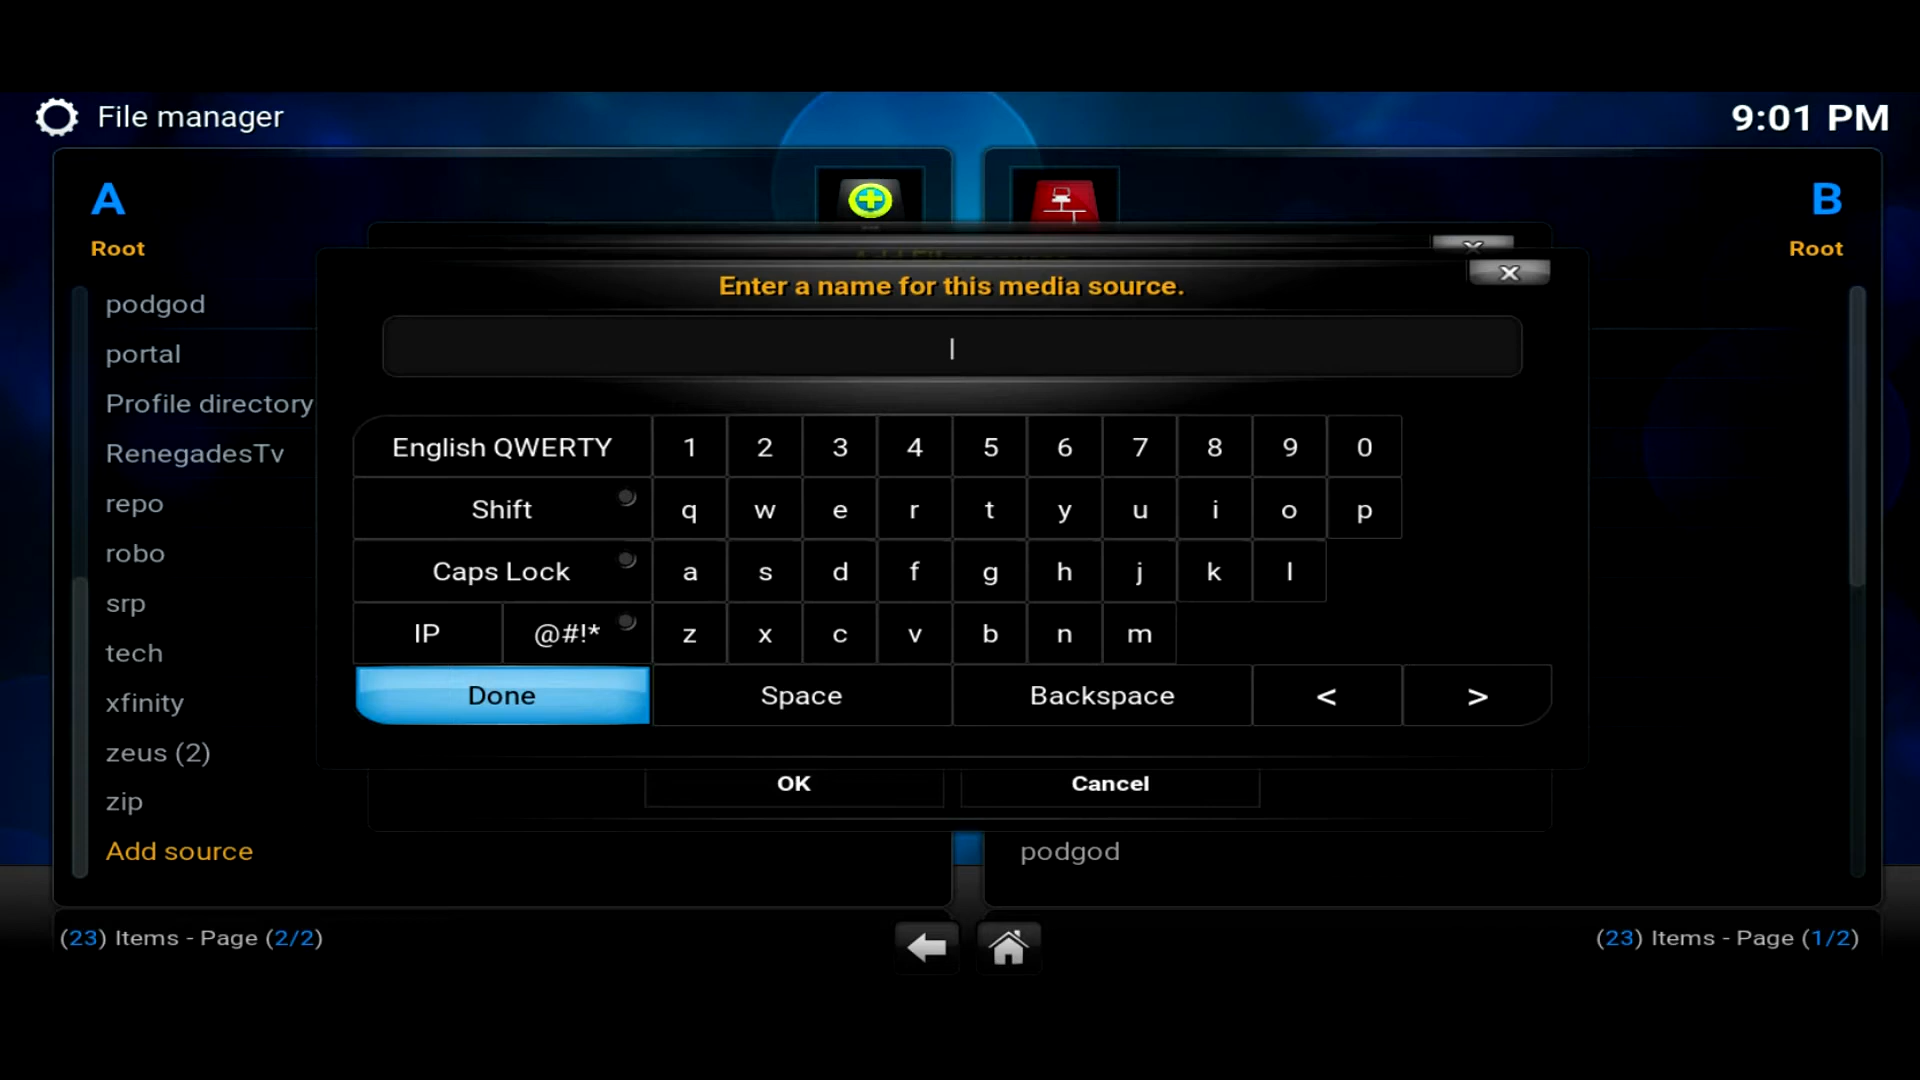 File manager
9:01 PM
A
B
Root
Root
Enter a name for this media source.
podgod
portal
Profile directory
RenegadesTv
repo
robo
srp
tech
xfinity
zeus (2)
zip
Add source
English QWERTY 1 2 3 4 5 6 7 8 9 0
Shift q w e r t y u i o p
Caps Lock a s d f g h j k l
IP @#!* z x c v b n m
Done Space Backspace < >
OK Cancel
podgod
(23) Items - Page (2/2)
(23) Items - Page (1/2)